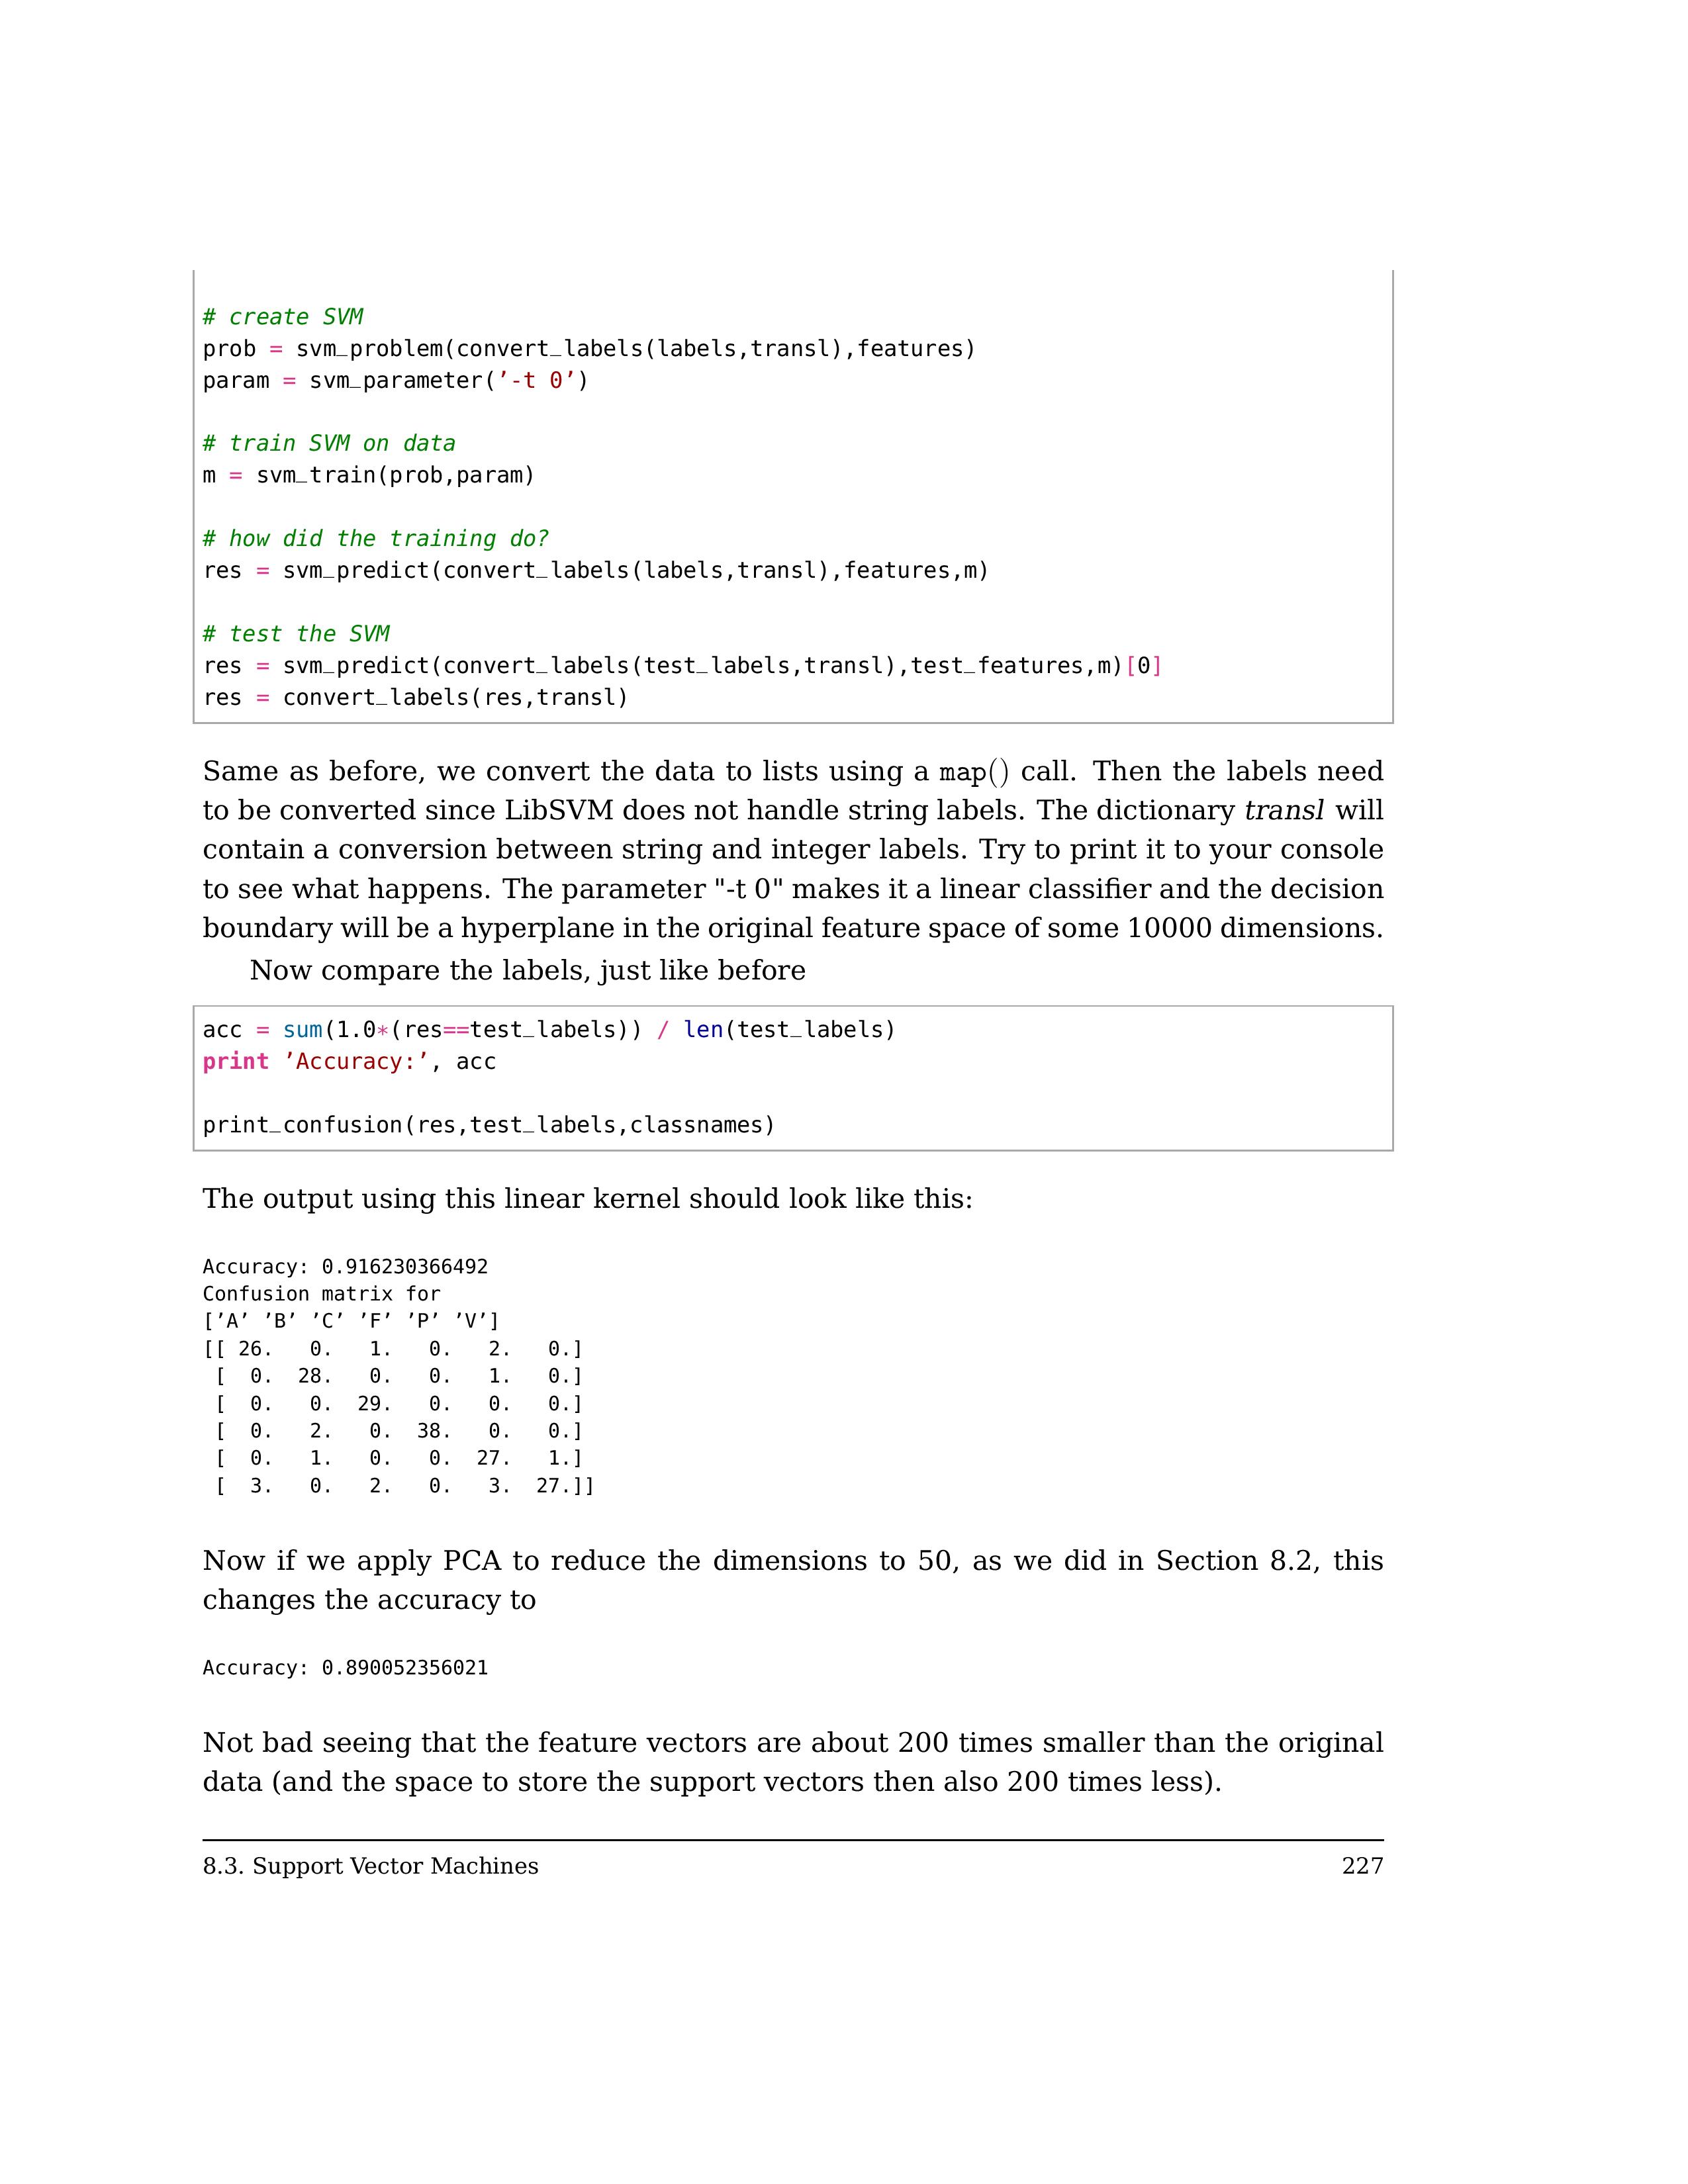 # create SVM
prob = svm_problem(convert_labels(labels,transl),features)
param = svm_parameter(’-t 0’)
# train SVM on data
m = svm_train(prob,param)
# how did the training do?
res = svm_predict(convert_labels(labels,transl),features,m)
# test the SVM
res = svm_predict(convert_labels(test_labels,transl),test_features,m)[0]
res = convert_labels(res,transl)
Same as before, we convert the data to lists using a map() call. Then the labels need
to be converted since LibSVM does not handle string labels. The dictionary transl will
contain a conversion between string and integer labels. Try to print it to your console
to see what happens. The parameter "-t 0" makes it a linear classifier and the decision
boundary will be a hyperplane in the original feature space of some 10000 dimensions.
Now compare the labels, just like before
acc = sum(1.0*(res==test_labels)) / len(test_labels)
print ’Accuracy:’, acc
print_confusion(res,test_labels,classnames)
The output using this linear kernel should look like this:
Accuracy: 0.916230366492
Confusion matrix for
[’A’ ’B’ ’C’ ’F’ ’P’ ’V’]
[[ 26.   0.   1.   0.   2.   0.]
 [  0.  28.   0.   0.   1.   0.]
 [  0.   0.  29.   0.   0.   0.]
 [  0.   2.   0.  38.   0.   0.]
 [  0.   1.   0.   0.  27.   1.]
 [  3.   0.   2.   0.   3.  27.]]
Now if we apply PCA to reduce the dimensions to 50, as we did in Section 8.2, this
changes the accuracy to
Accuracy: 0.890052356021
Not bad seeing that the feature vectors are about 200 times smaller than the original
data (and the space to store the support vectors then also 200 times less).
8.3. Support Vector Machines 227